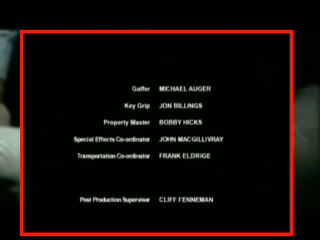 Gaffer MICHAEL AUGER
Key Grip JON BILLINGS
Property Master BOBBY HICKS
Special Effects Co-ordinator JOHN MACGILLIVRAY
Transportation Co-ordinator FRANK ELDRIGE
Post Production Supervisor CLIFF FENNEMAN